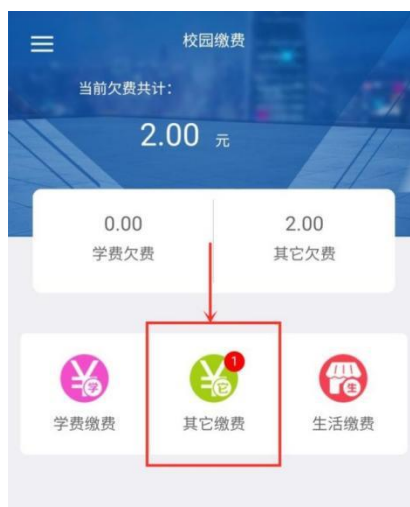 校园缴费
当前欠费共计：
2.00 元
0.00 2.00
学费欠费 其它欠费
学 1 它 生
学费缴费 其它缴费 生活缴费